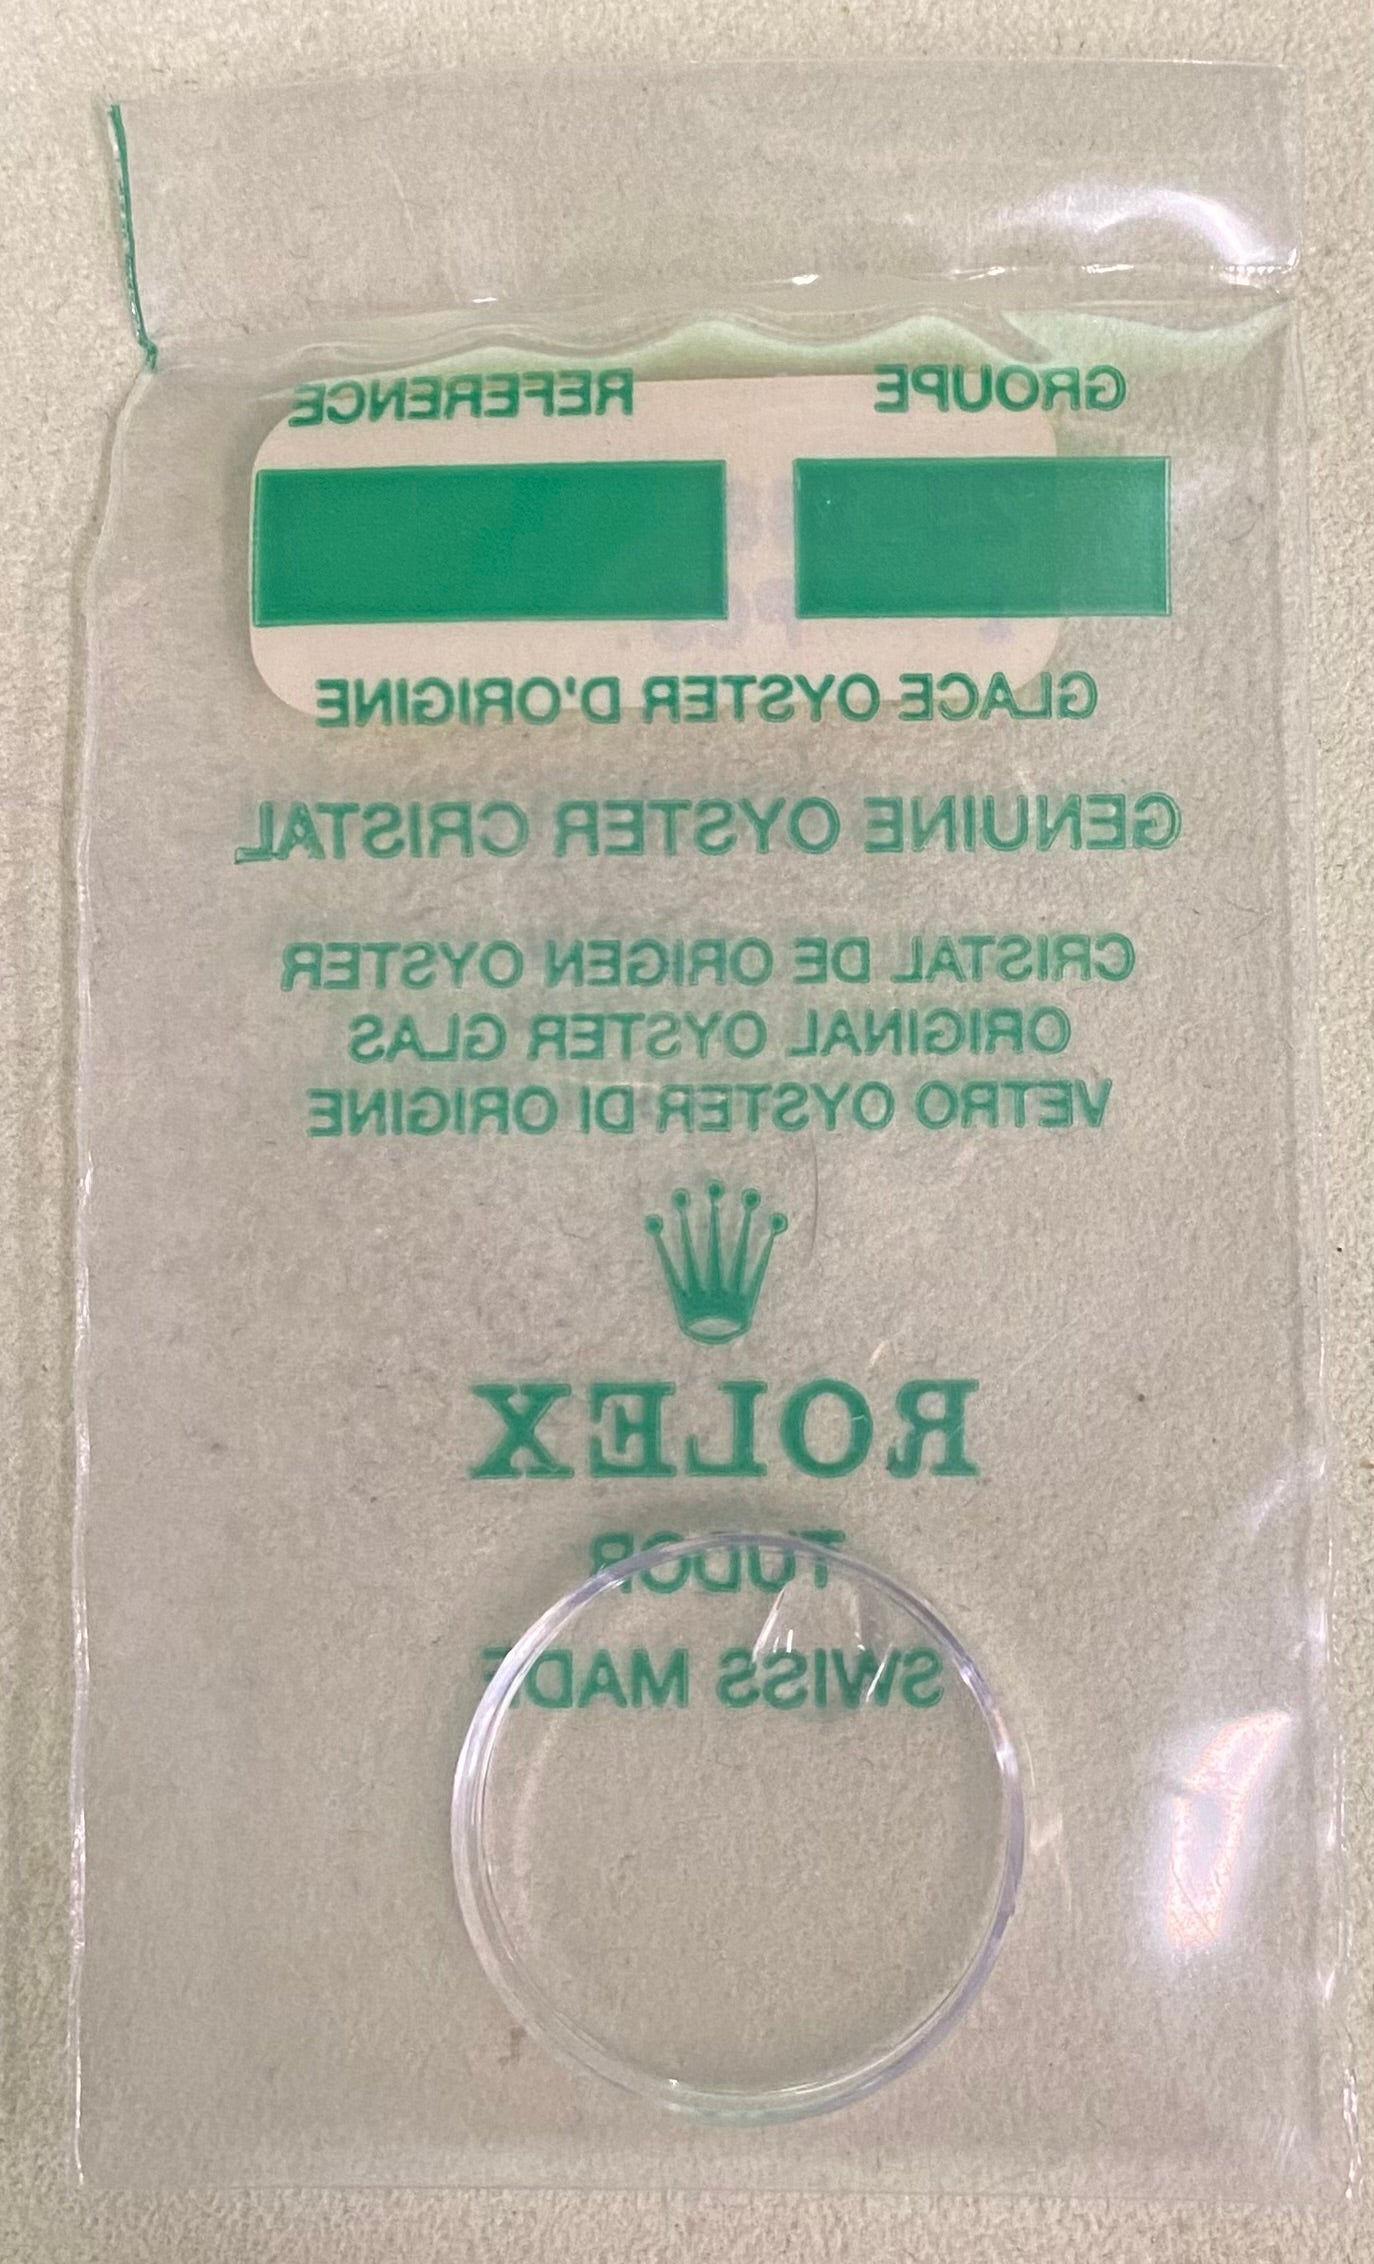 REFERENCE GROUPE
GLACE OYSTER D'ORIGINE
GENUINE OYSTER CRISTAL
CRISTAL DE ORIGEN OYSTER
ORIGINAL OYSTER GLAS
VETRO OYSTER DI ORIGINE
ROLEX
TUDOR
SWISS MADE